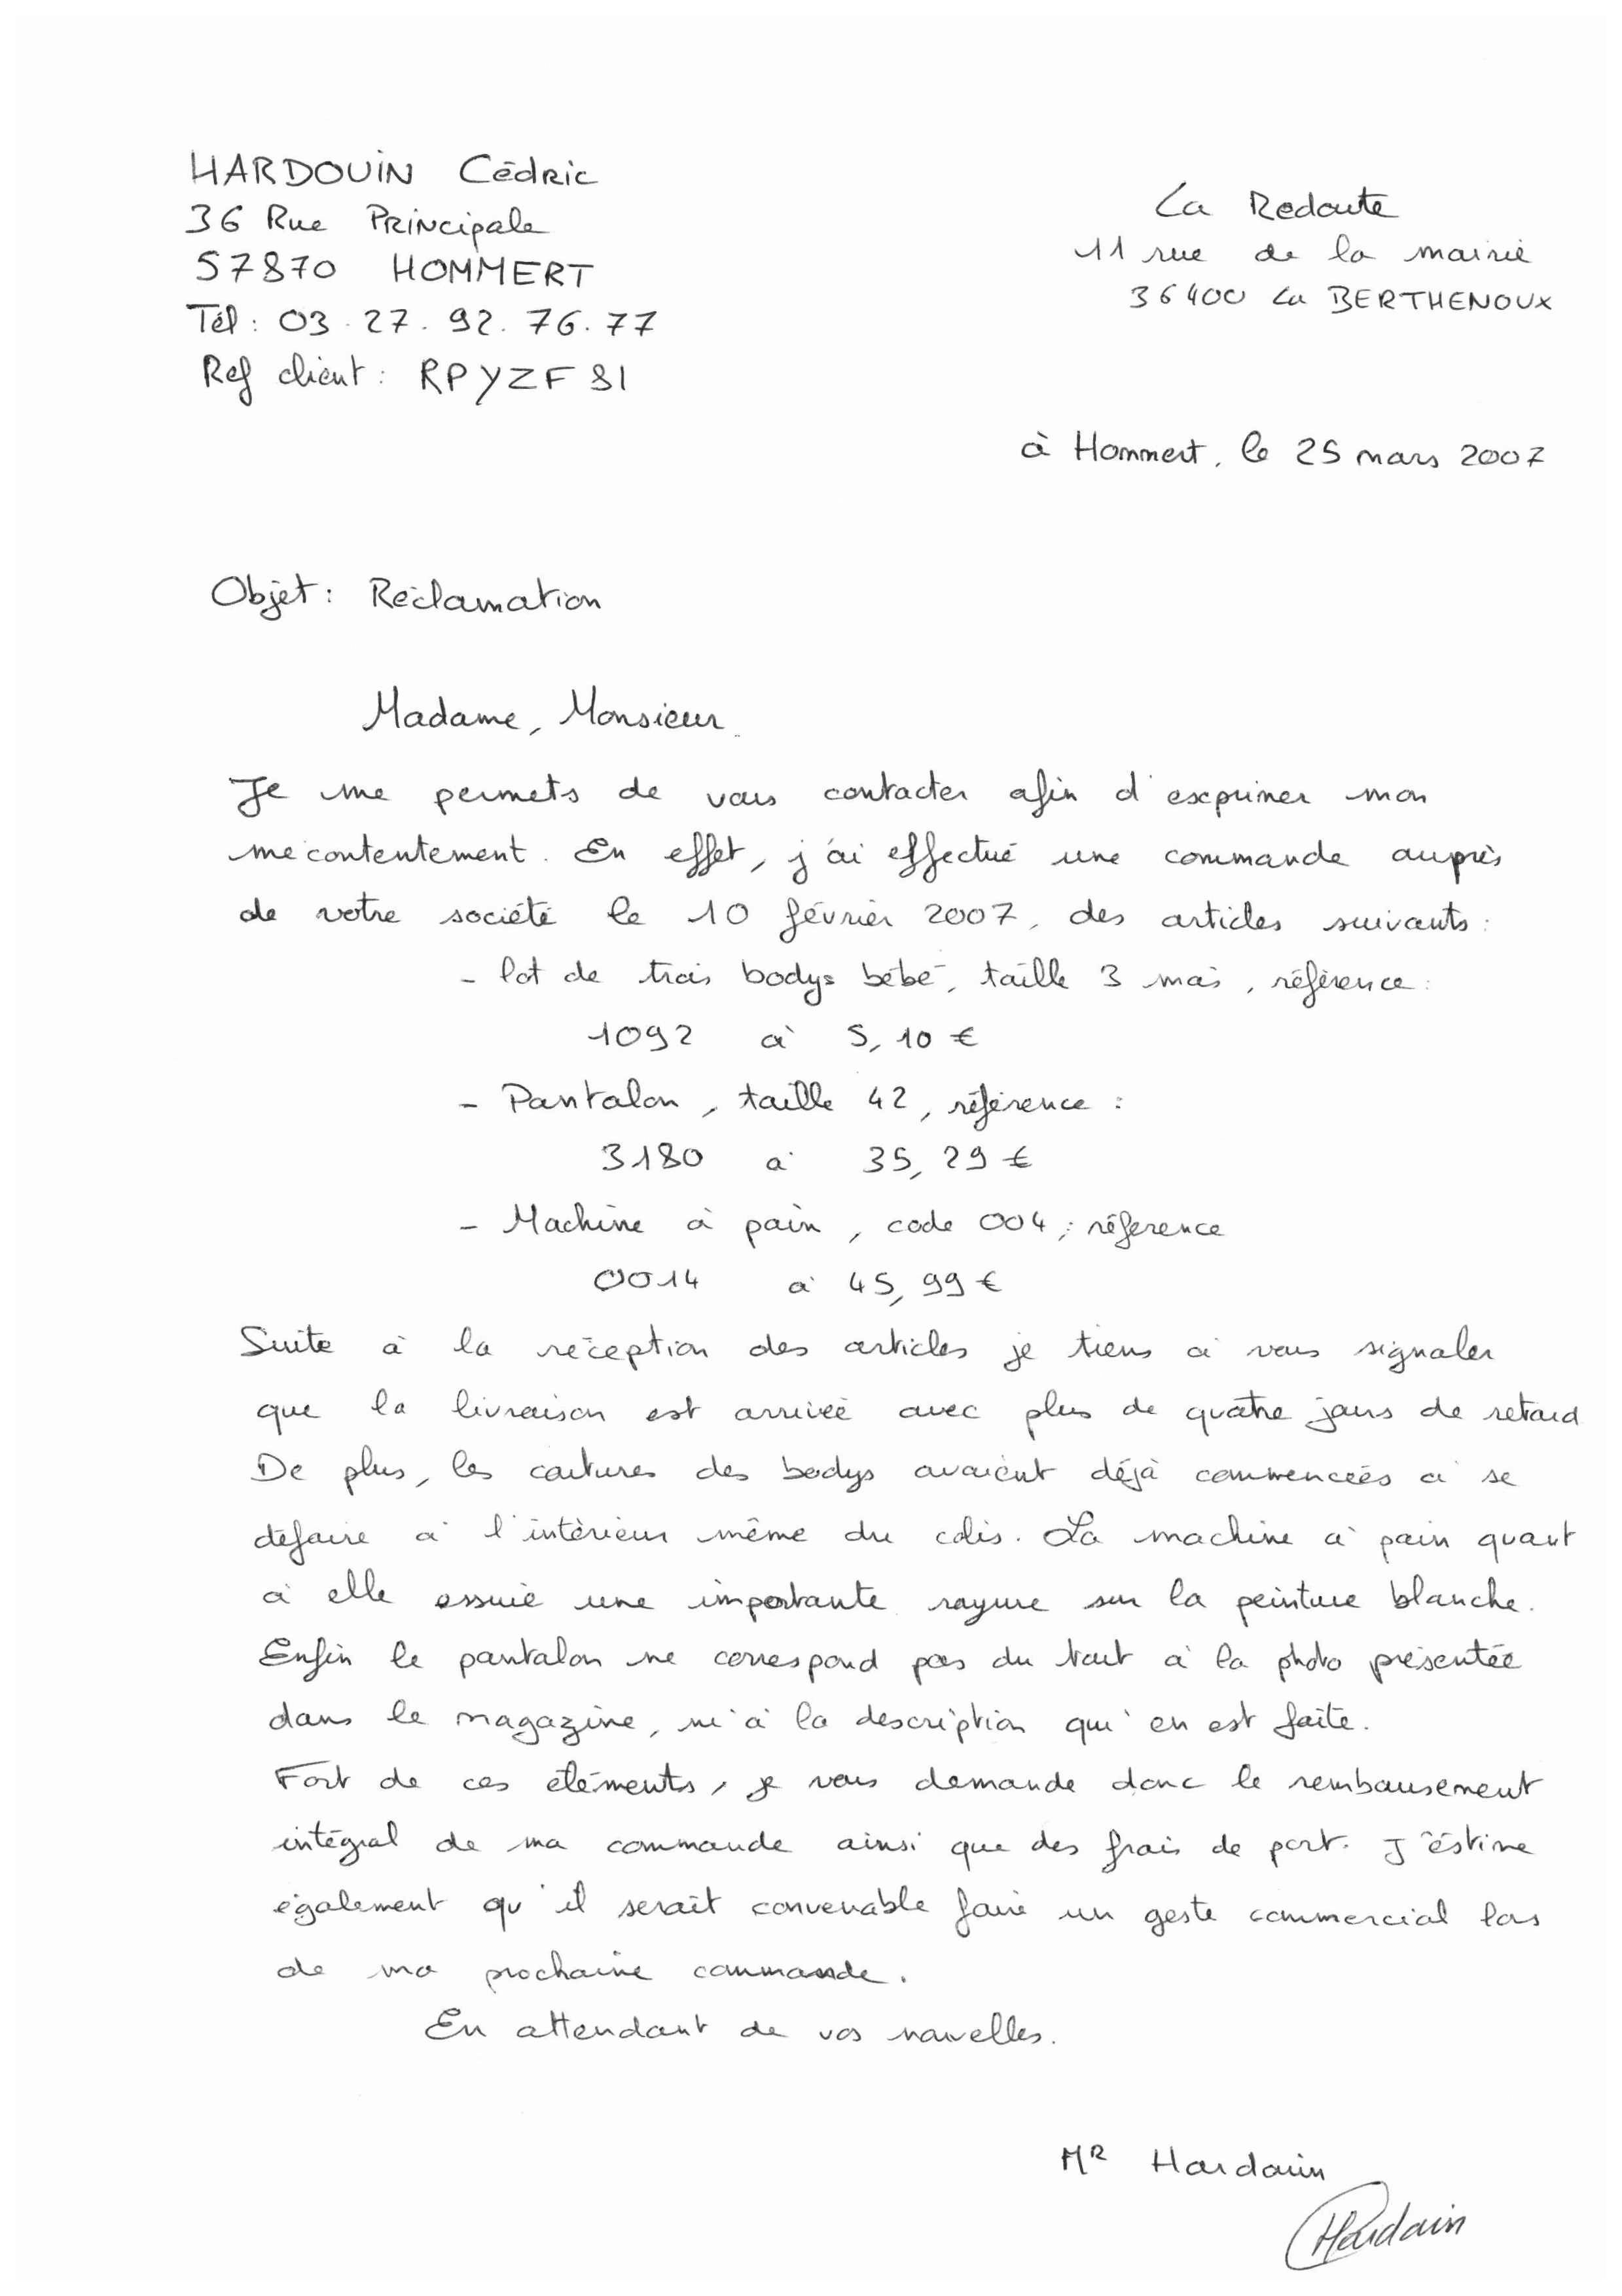 HARDOUIN Cédric
36 Rue Principale
57870 HOMMERT
Tél : 03.27.92.76.77
Ref client : RPYZF81
La Redoute
11 rue de la mairie
36400 La BERTHENOUX
à Hommert, le 25 mars 2007
Objet : Réclamation
Madame, Monsieur.
Je me permets de vous contacter afin d'exprimer mon
mécontentement. En effet, j'ai effectué une commande auprès
de votre société le 10 février 2007, des articles suivants :
- lot de trois bodys bébé, taille 3 mois, référence :
1092 à 5,10 €
- Pantalon, taille 42, référence :
3180 à 35,29 €
- Machine à pain, code 004, référence
0014 à 45,99 €
Suite à la réception des articles je tiens à vous signaler
que la livraison est arrivée avec plus de quatre jours de retard
De plus, les coutures des bodys avaient déjà commencées à se
défaire à l'intérieur même du colis. La machine à pain quant
à elle essuie une importante rayure sur la peinture blanche.
Enfin le pantalon ne correspond pas du tout à la photo présentée
dans le magazine, ni à la description qui en est faite.
Fort de ces éléments, je vous demande donc le remboursement
intégral de ma commande ainsi que des frais de port. J'éstime
également qu'il serait convenable faire un geste commercial lors
de ma prochaine commande.
En attendant de vos nouvelles.
Mr Hardouin
Hardouin